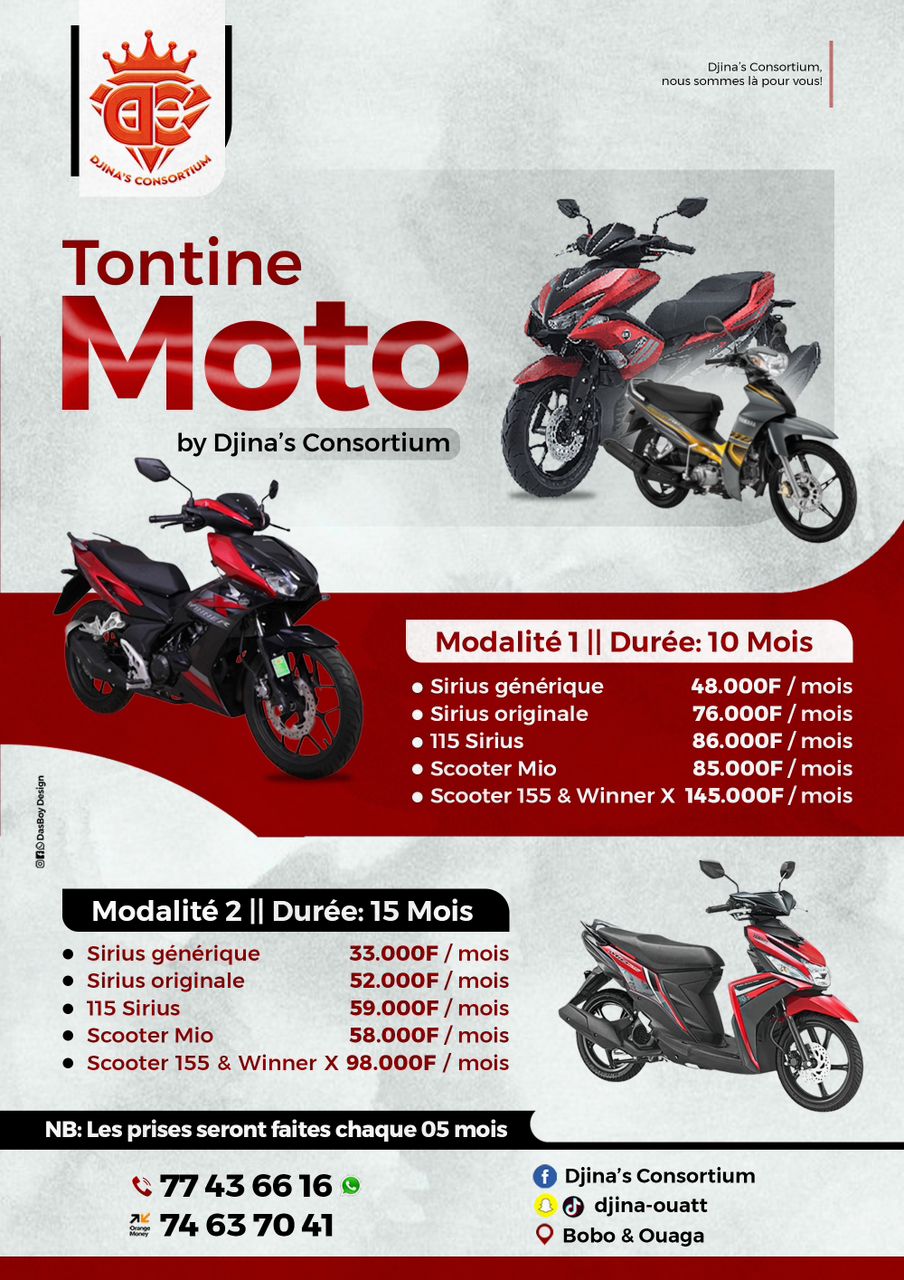 DJINA'S CONSORTIUM
Djina's Consortium,
nous sommes là pour vous!
Tontine
Moto
by Djina's Consortium
YAMAHA
WINNER X
Modalité 1 || Durée: 10 Mois
Sirius générique 48.000F / mois
Sirius originale 76.000F / mois
115 Sirius 86.000F / mois
Scooter Mio 85.000F / mois
Scooter 155 & Winner X 145.000F / mois
DasBoy Design
Modalité 2 || Durée: 15 Mois
Sirius générique 33.000F / mois
Sirius originale 52.000F / mois
115 Sirius 59.000F / mois
Scooter Mio 58.000F / mois
Scooter 155 & Winner X 98.000F / mois
NB: Les prises seront faites chaque 05 mois
77 43 66 16
Orange Money
74 63 70 41
Djina's Consortium
djina-ouatt
Bobo & Ouaga